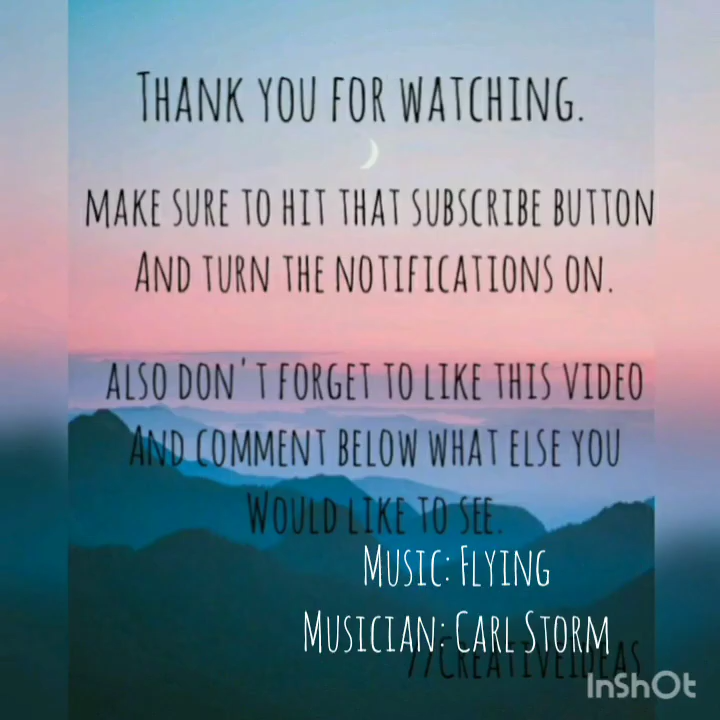 Thank you for watching.
make sure to hit that subscribe button
And turn the notifications on.
also don't forget to like this video
And comment below what else you
Would like to see.
Music: Flying
Musician: Carl Storm
77CreativeIdeas
InShOt